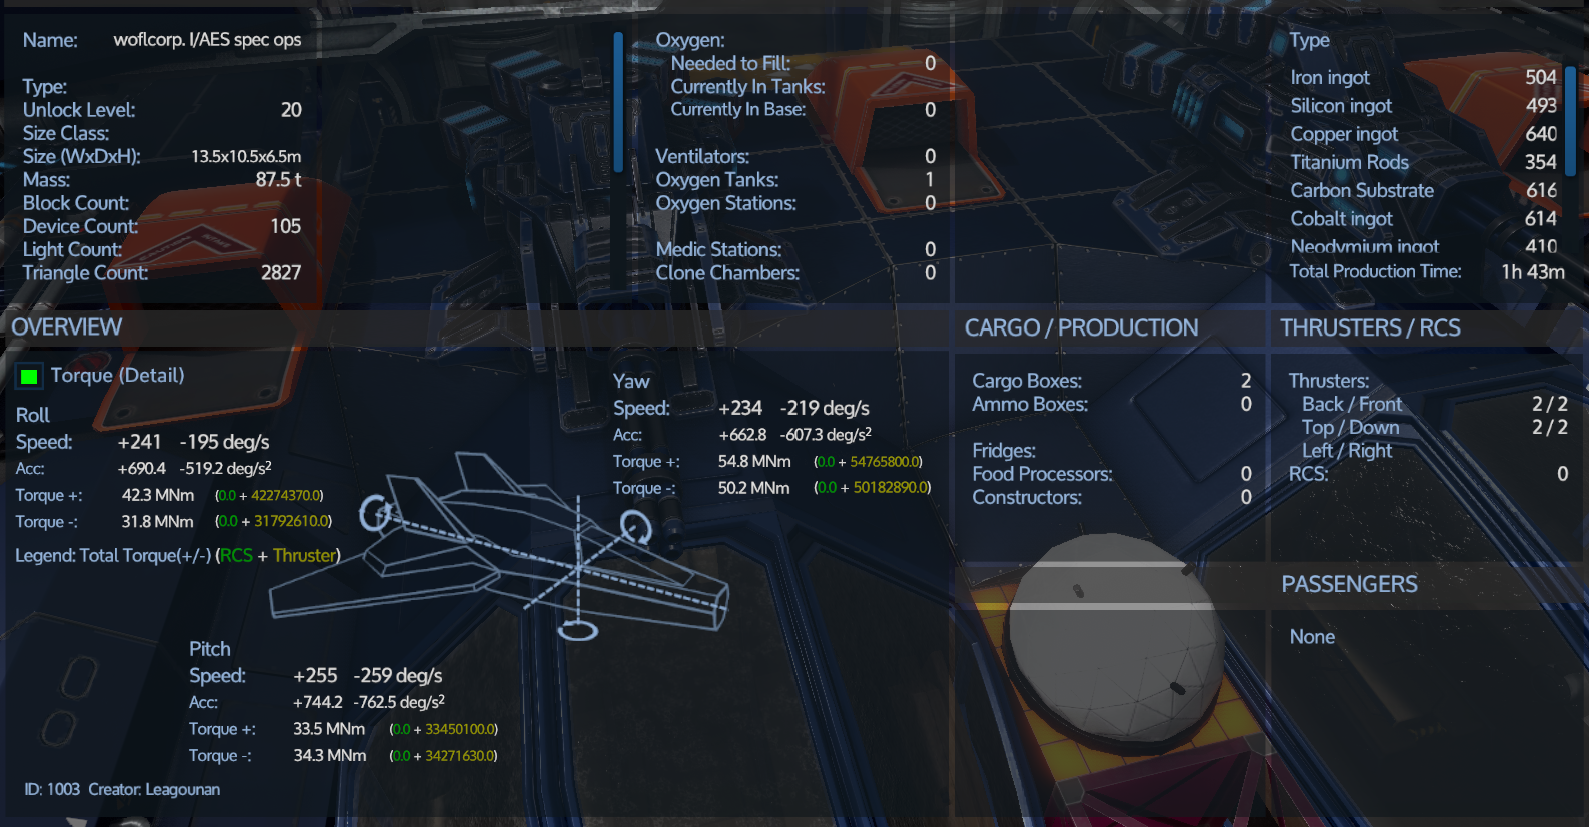 Name: woflcorp. I/AES spec ops
Type:
Unlock Level: 20
Size Class:
Size (WxDxH): 13.5x10.5x6.5m
Mass: 87.5 t
Block Count:
Device Count: 105
Light Count:
Triangle Count: 2827
Oxygen:
Needed to Fill: 0
Currently In Tanks:
Currently In Base: 0
Ventilators: 0
Oxygen Tanks: 1
Oxygen Stations: 0
Medic Stations: 0
Clone Chambers: 0
Type
Iron ingot 504
Silicon ingot 493
Copper ingot 640
Titanium Rods 354
Carbon Substrate 616
Cobalt ingot 614
Neodymium ingot 410
Total Production Time: 1h 43m
OVERVIEW
Torque (Detail)
Roll
Speed: +241 -195 deg/s
Acc: +690.4 -519.2 deg/s²
Torque +: 42.3 MNm (0.0 + 42274370.0)
Torque -: 31.8 MNm (0.0 + 31792610.0)
Legend: Total Torque(+/-) (RCS + Thruster)
Yaw
Speed: +234 -219 deg/s
Acc: +662.8 -607.3 deg/s²
Torque +: 54.8 MNm (0.0 + 54765800.0)
Torque -: 50.2 MNm (0.0 + 50182890.0)
Pitch
Speed: +255 -259 deg/s
Acc: +744.2 -762.5 deg/s²
Torque +: 33.5 MNm (0.0 + 33450100.0)
Torque -: 34.3 MNm (0.0 + 34271630.0)
ID: 1003 Creator: Leagounan
CARGO / PRODUCTION
Cargo Boxes: 2
Ammo Boxes: 0
Fridges:
Food Processors: 0
Constructors: 0
THRUSTERS / RCS
Thrusters:
Back / Front 2 / 2
Top / Down 2 / 2
Left / Right
RCS: 0
PASSENGERS
None
CAUTION